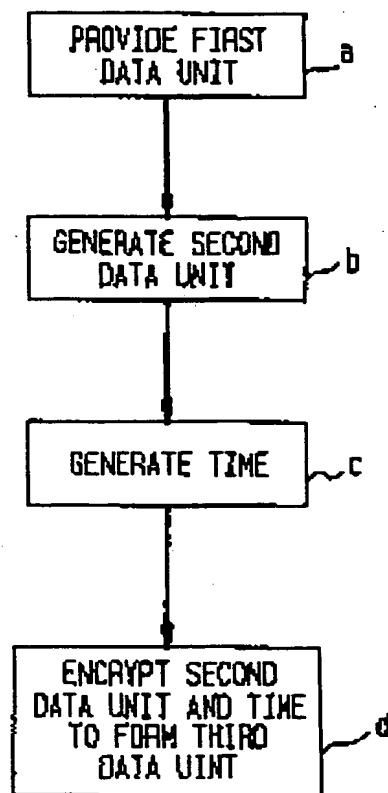 PROVIDE FIRST
DATA UNIT
a
GENERATE SECOND
DATA UNIT
b
GENERATE TIME
c
ENCRYPT SECOND
DATA UNIT AND TIME
TO FORM THIRD
DATA UINT
d